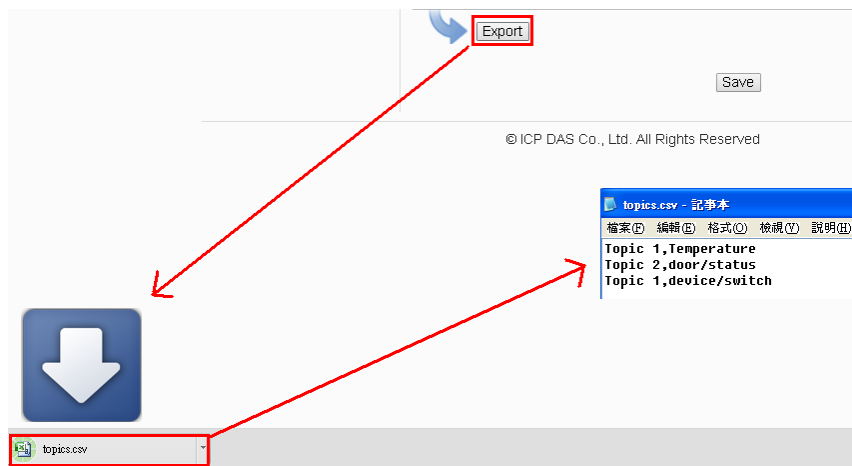 Export
Save
© ICP DAS Co., Ltd. All Rights Reserved
topics.csv - 記事本
檔案(F) 編輯(E) 格式(O) 檢視(V) 說明(H)
Topic 1,Temperature
Topic 2,door/status
Topic 1,device/switch
topics.csv